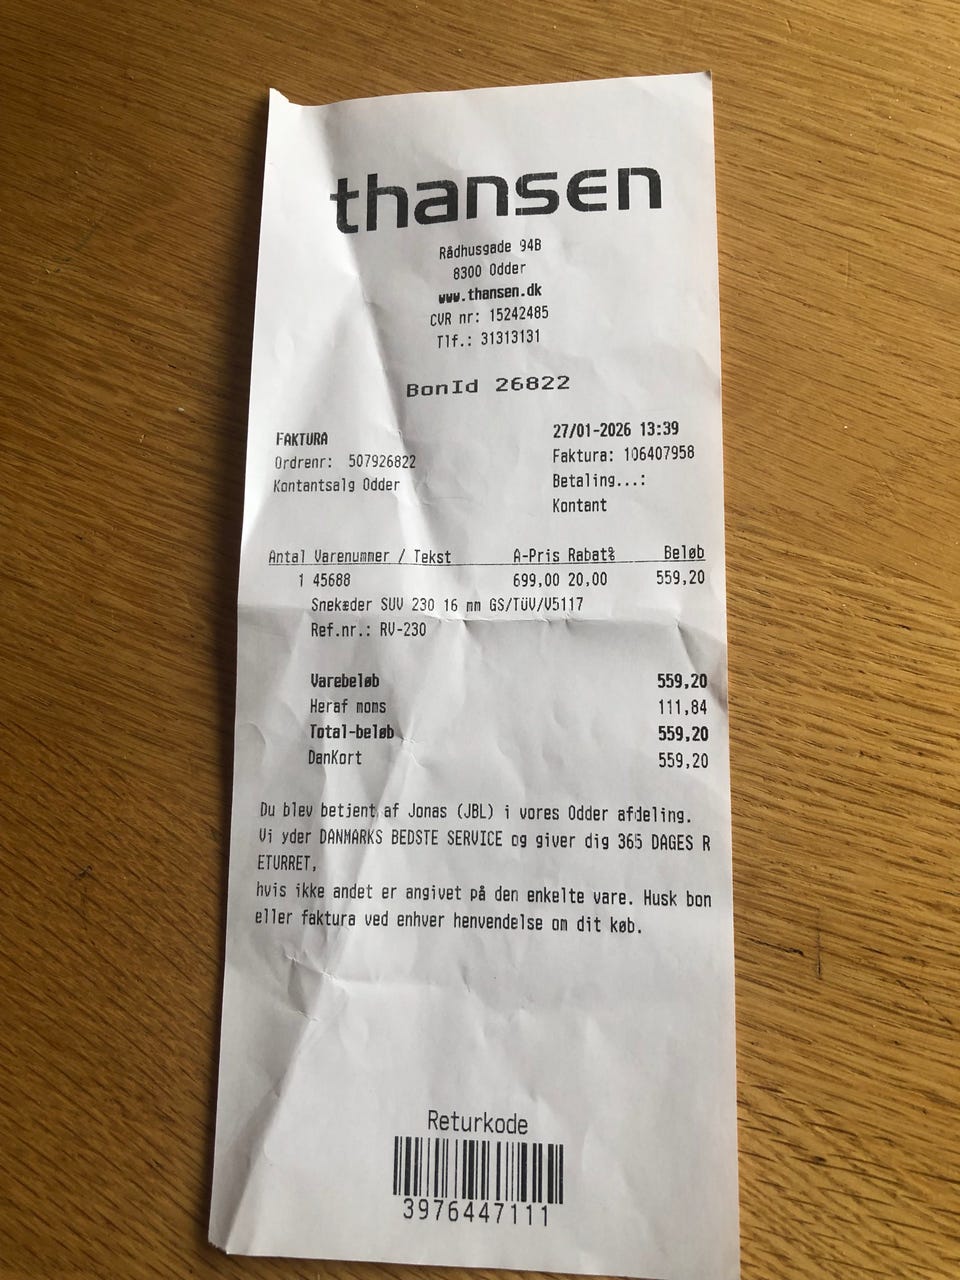 thansen
Rådhusgade 94B
8300 Odder
www.thansen.dk
CVR nr: 15242485
Tlf.: 31313131
BonId 26822
FAKTURA 27/01-2026 13:39
Ordrenr: 507926822 Faktura: 106407958
Kontantsalg Odder Betaling...:
Kontant
Antal Varenummer / Tekst A-Pris Rabat% Beløb
1 45688 699,00 20,00 559,20
Snekæder SUV 230 16 mm GS/TüV/V5117
Ref.nr.: RV-230
Varebeløb 559,20
Heraf moms 111,84
Total-beløb 559,20
DanKort 559,20
Du blev betjent af Jonas (JBL) i vores Odder afdeling.
Vi yder DANMARKS BEDSTE SERVICE og giver dig 365 DAGES R
ETURRET,
hvis ikke andet er angivet på den enkelte vare. Husk bon
eller faktura ved enhver henvendelse om dit køb.
Returkode
3976447111